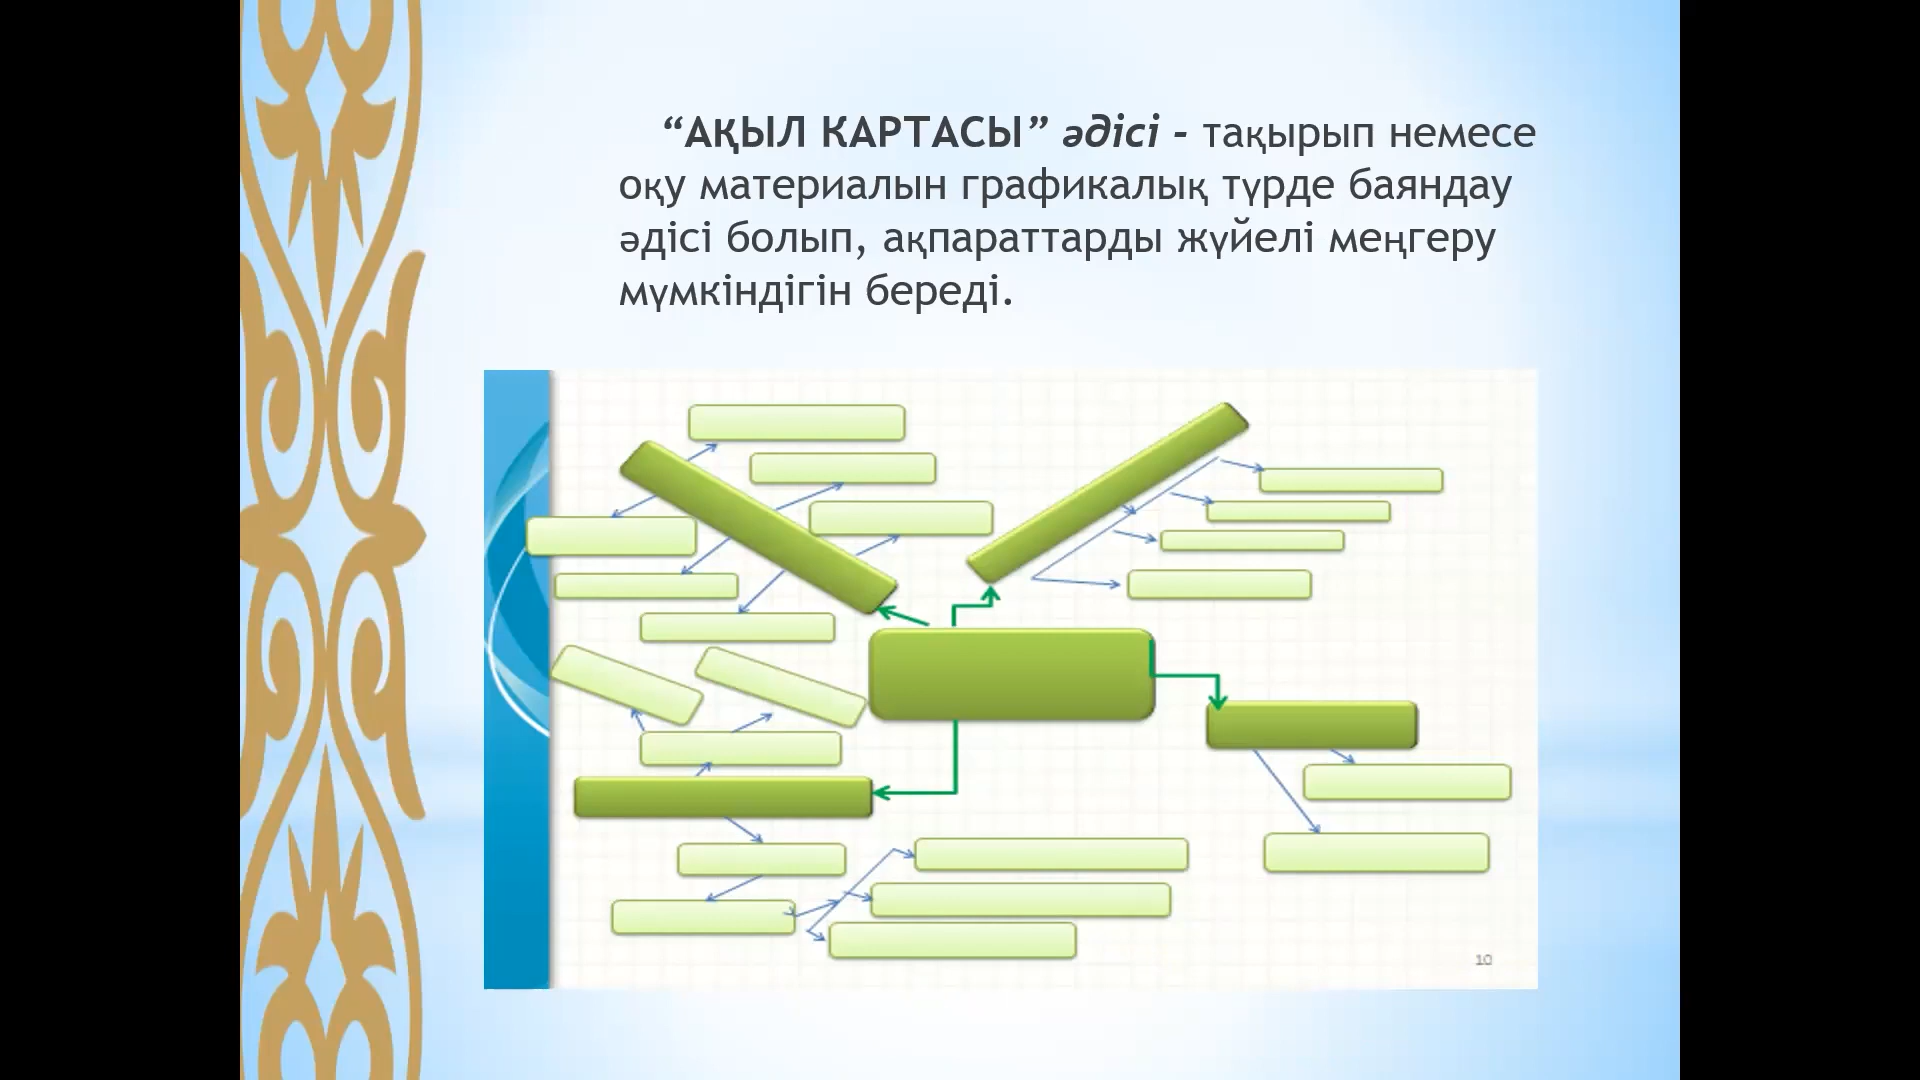 “АҚЫЛ КАРТАСЫ” әдісі - тақырып немесе
оқу материалын графикалық түрде баяндау
әдісі болып, ақпараттарды жүйелі меңгеру
мүмкіндігін береді.
10